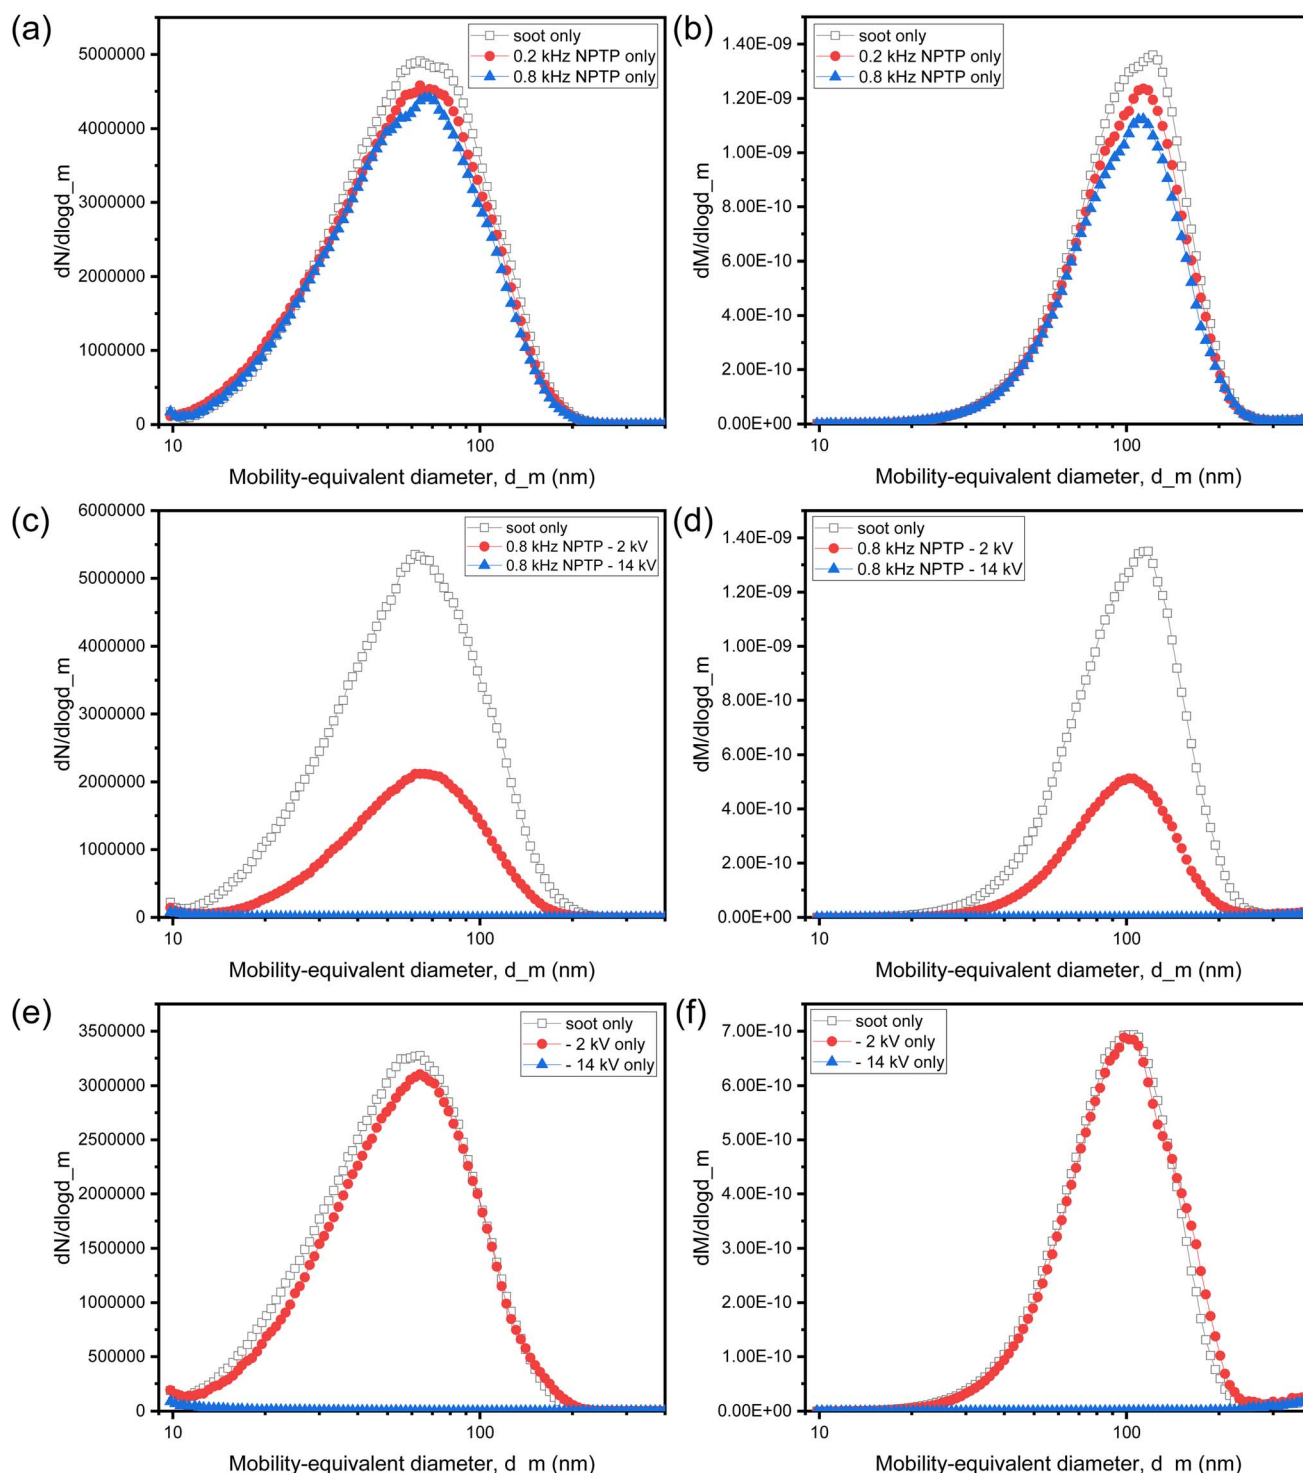 (a)
soot only
0.2 kHz NPTP only
0.8 kHz NPTP only
5000000
4000000
3000000
2000000
1000000
0
dN/dlogd_m
10
100
Mobility-equivalent diameter, d_m (nm)
(b)
soot only
0.2 kHz NPTP only
0.8 kHz NPTP only
1.40E-09
1.20E-09
1.00E-09
8.00E-10
6.00E-10
4.00E-10
2.00E-10
0.00E+00
dM/dlogd_m
10
100
Mobility-equivalent diameter, d_m (nm)
(c)
soot only
0.8 kHz NPTP - 2 kV
0.8 kHz NPTP - 14 kV
6000000
5000000
4000000
3000000
2000000
1000000
0
dN/dlogd_m
10
100
Mobility-equivalent diameter, d_m (nm)
(d)
soot only
0.8 kHz NPTP - 2 kV
0.8 kHz NPTP - 14 kV
1.40E-09
1.20E-09
1.00E-09
8.00E-10
6.00E-10
4.00E-10
2.00E-10
0.00E+00
dM/dlogd_m
10
100
Mobility-equivalent diameter, d_m (nm)
(e)
soot only
- 2 kV only
- 14 kV only
3500000
3000000
2500000
2000000
1500000
1000000
500000
0
dN/dlogd_m
10
100
Mobility-equivalent diameter, d_m (nm)
(f)
soot only
- 2 kV only
- 14 kV only
7.00E-10
6.00E-10
5.00E-10
4.00E-10
3.00E-10
2.00E-10
1.00E-10
0.00E+00
dM/dlogd_m
10
100
Mobility-equivalent diameter, d_m (nm)